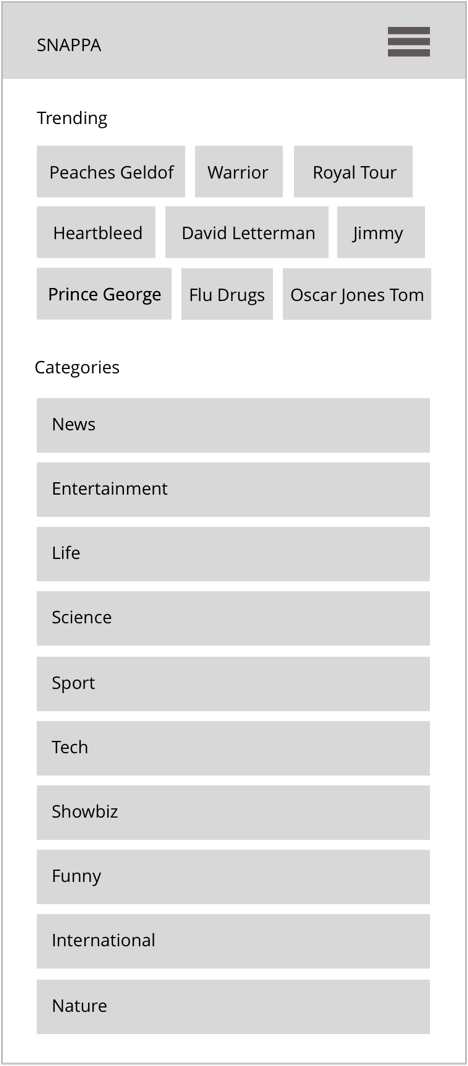 SNAPPA
Trending
Peaches Geldof Warrior Royal Tour
Heartbleed David Letterman Jimmy
Prince George Flu Drugs Oscar Jones Tom
Categories
News
Entertainment
Life
Science
Sport
Tech
Showbiz
Funny
International
Nature